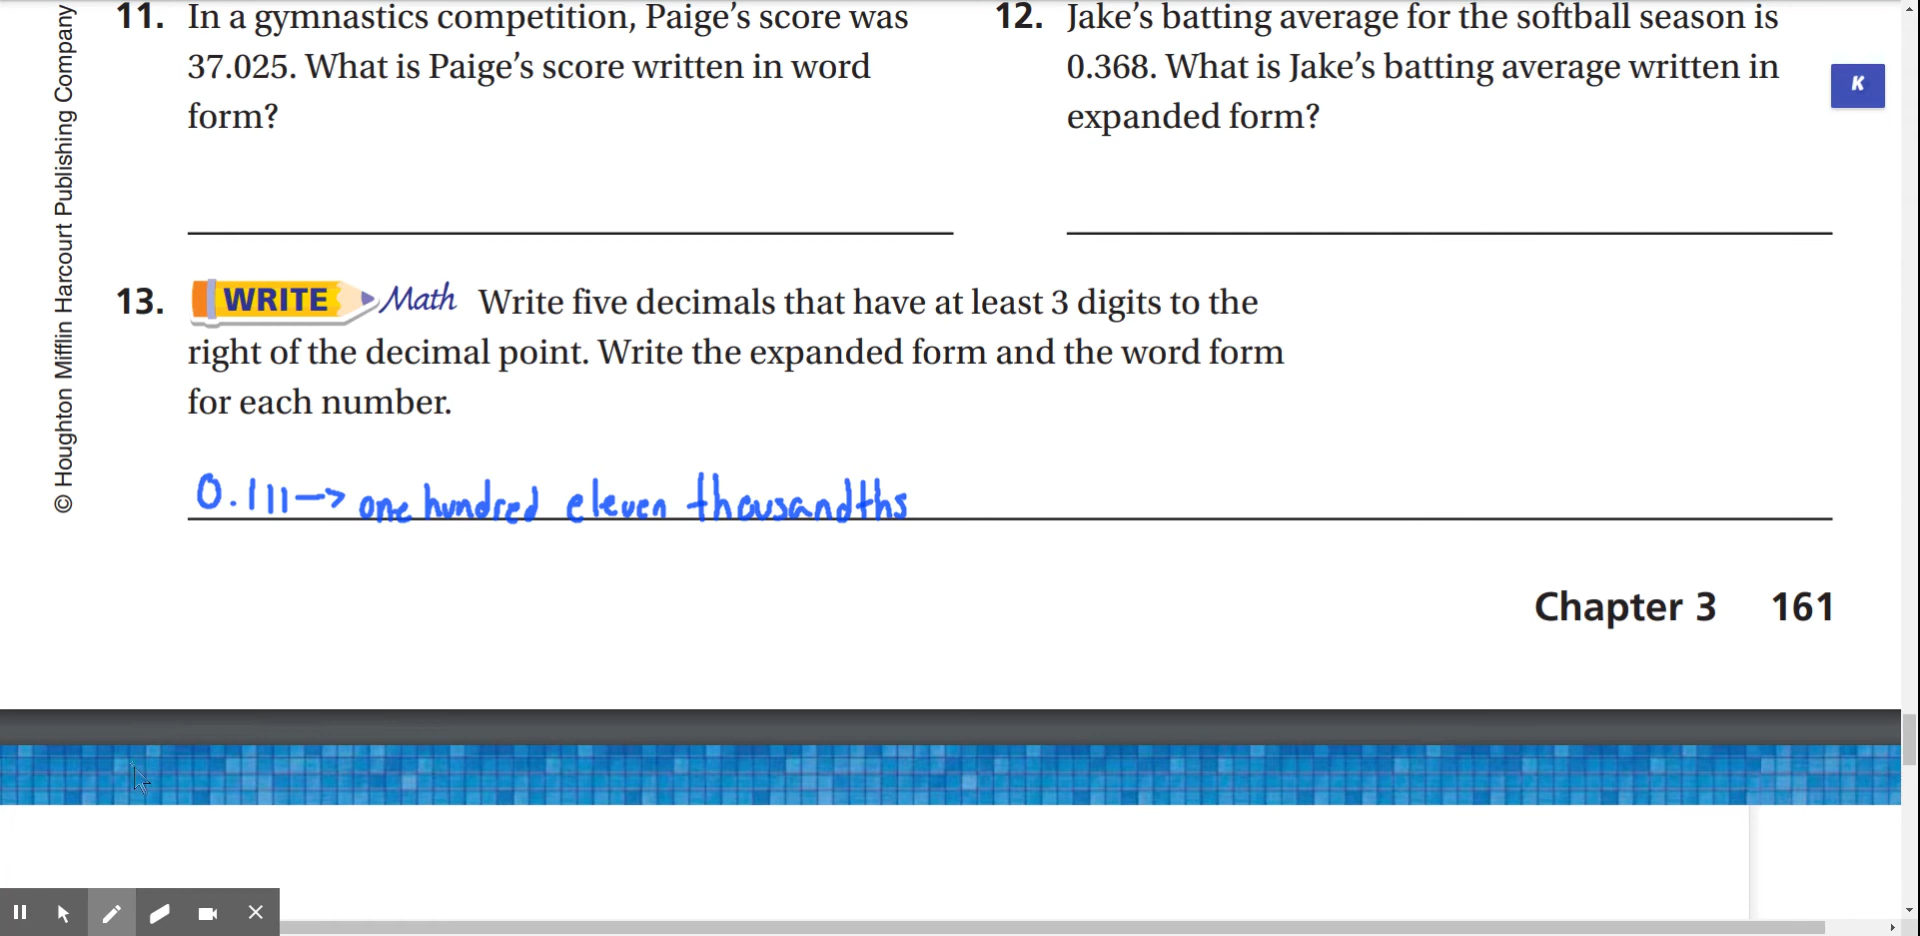 11. In a gymnastics competition, Paige’s score was
37.025. What is Paige’s score written in word
form?
12. Jake’s batting average for the softball season is
0.368. What is Jake’s batting average written in
expanded form?
K
13. WRITE Math Write five decimals that have at least 3 digits to the
right of the decimal point. Write the expanded form and the word form
for each number.
0.111 -> one hundred eleven thousandths
© Houghton Mifflin Harcourt Publishing Company
Chapter 3 161